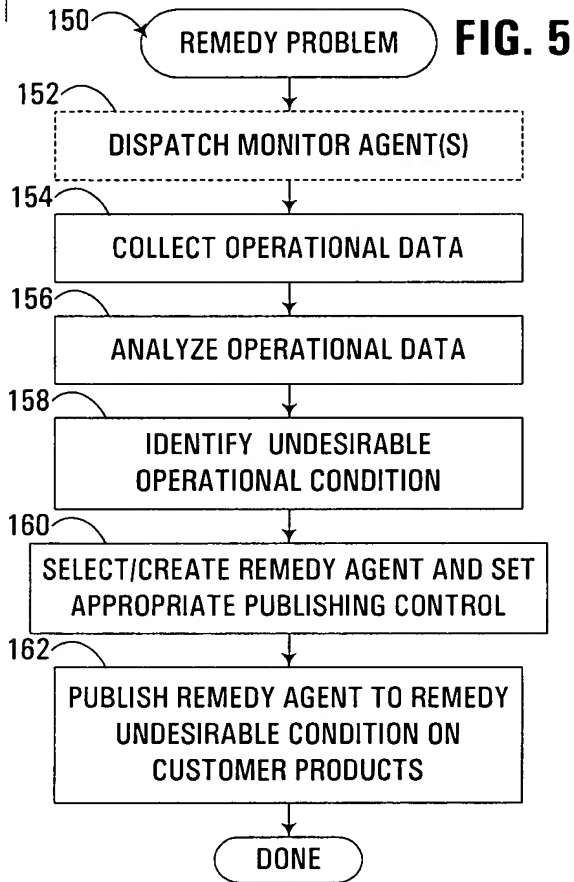 150
REMEDY PROBLEM
FIG. 5
152
DISPATCH MONITOR AGENT(S)
154
COLLECT OPERATIONAL DATA
156
ANALYZE OPERATIONAL DATA
158
IDENTIFY UNDESIRABLE
OPERATIONAL CONDITION
160
SELECT/CREATE REMEDY AGENT AND SET
APPROPRIATE PUBLISHING CONTROL
162
PUBLISH REMEDY AGENT TO REMEDY
UNDESIRABLE CONDITION ON
CUSTOMER PRODUCTS
DONE